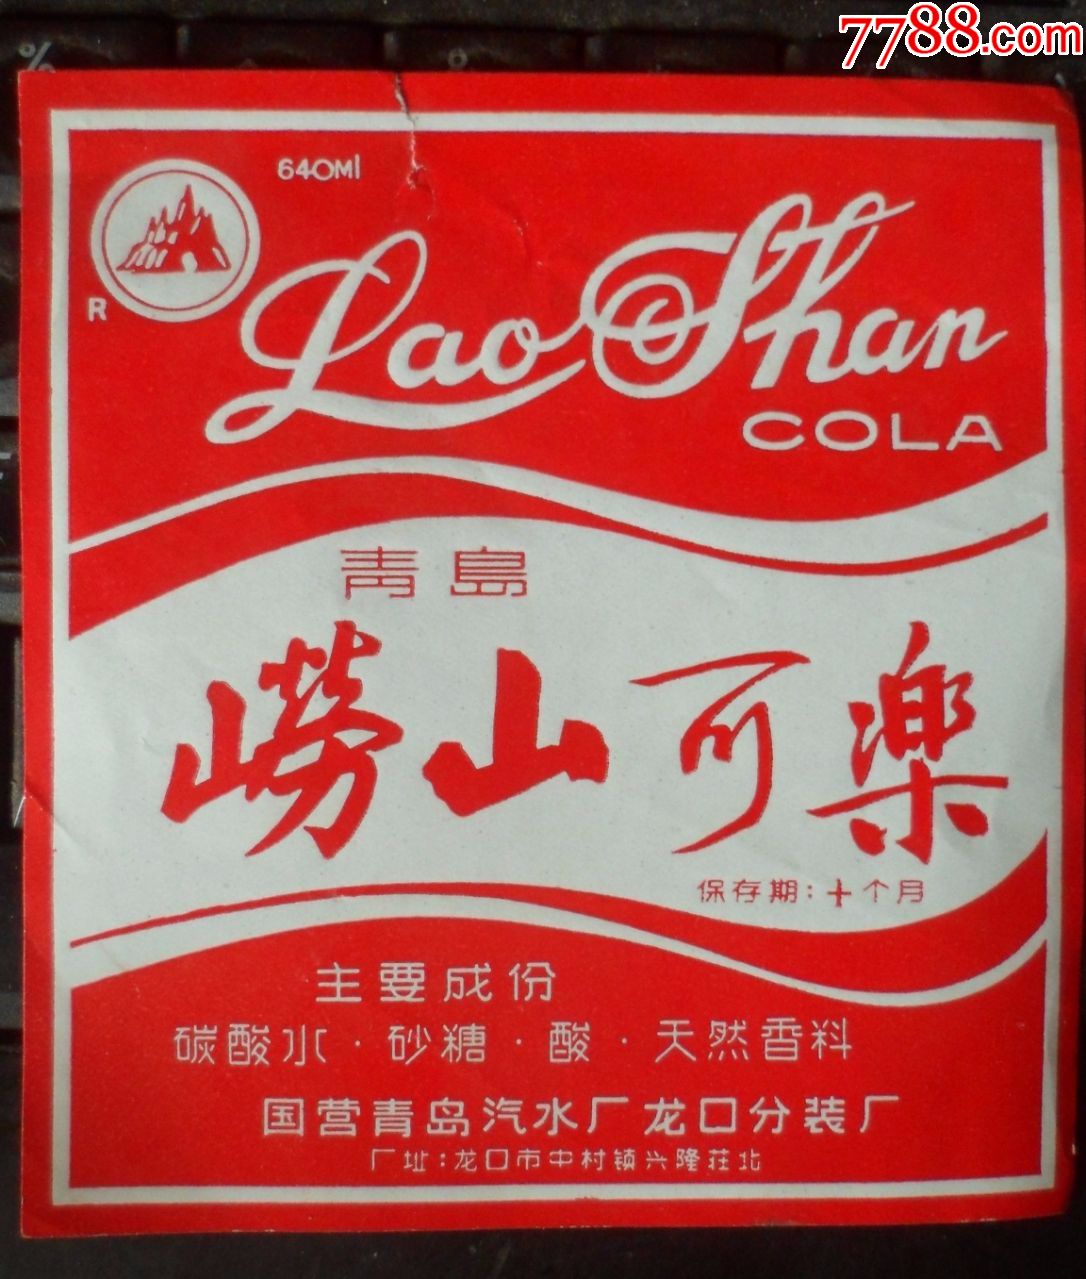 7788.com
%
640Ml
R
Lao Shan
COLA
青島
嶗山可樂
保存期:十个月
主要成份
碳酸水·砂糖·酸·天然香料
国营青岛汽水厂龙口分装厂
厂址:龙口市中村镇兴隆莊北